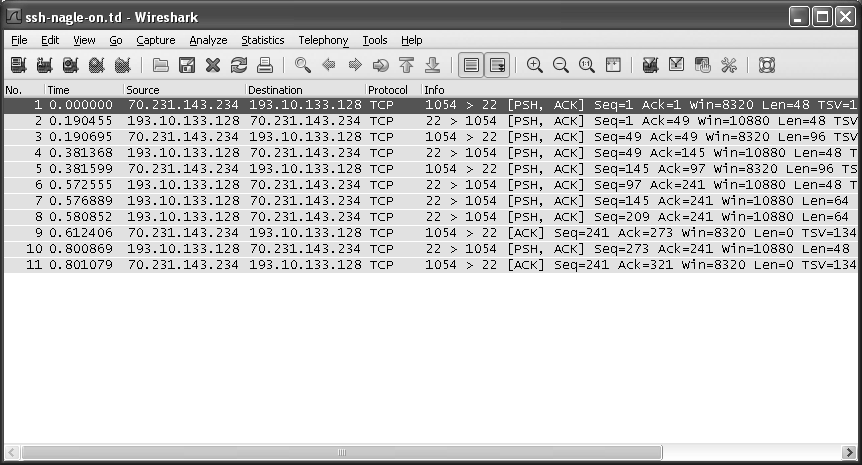 ssh-nagle-on.td - Wireshark
File Edit View Go Capture Analyze Statistics Telephony Tools Help
No. Time Source Destination Protocol Info
1 0.000000 70.231.143.234 193.10.133.128 TCP 1054 > 22 [PSH, ACK] Seq=1 Ack=1 Win=8320 Len=48 TSV=1
2 0.190455 193.10.133.128 70.231.143.234 TCP 22 > 1054 [PSH, ACK] Seq=1 Ack=49 Win=10880 Len=48 TSV=
3 0.190695 70.231.143.234 193.10.133.128 TCP 1054 > 22 [PSH, ACK] Seq=49 Ack=49 Win=8320 Len=96 TSV
4 0.381368 193.10.133.128 70.231.143.234 TCP 22 > 1054 [PSH, ACK] Seq=49 Ack=145 Win=10880 Len=48 T
5 0.381599 70.231.143.234 193.10.133.128 TCP 1054 > 22 [PSH, ACK] Seq=145 Ack=97 Win=8320 Len=96 TS
6 0.572555 193.10.133.128 70.231.143.234 TCP 22 > 1054 [PSH, ACK] Seq=97 Ack=241 Win=10880 Len=48 T
7 0.576889 193.10.133.128 70.231.143.234 TCP 22 > 1054 [PSH, ACK] Seq=145 Ack=241 Win=10880 Len=64
8 0.580852 193.10.133.128 70.231.143.234 TCP 22 > 1054 [PSH, ACK] Seq=209 Ack=241 Win=10880 Len=64
9 0.612406 70.231.143.234 193.10.133.128 TCP 1054 > 22 [ACK] Seq=241 Ack=273 Win=8320 Len=0 TSV=134
10 0.800869 193.10.133.128 70.231.143.234 TCP 22 > 1054 [PSH, ACK] Seq=273 Ack=241 Win=10880 Len=48
11 0.801079 70.231.143.234 193.10.133.128 TCP 1054 > 22 [ACK] Seq=241 Ack=321 Win=8320 Len=0 TSV=134